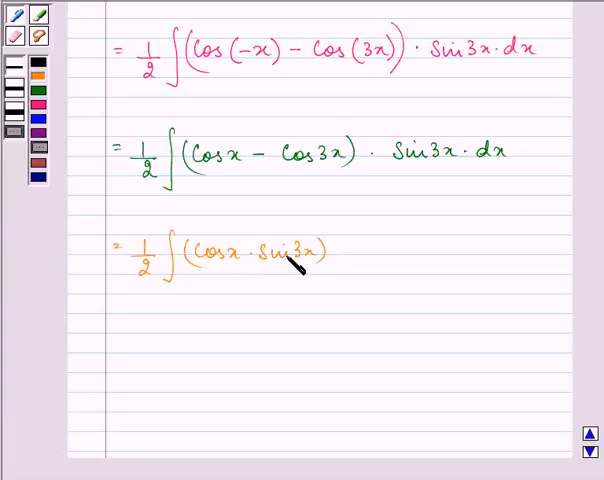 = 1/2 ∫(Cos(-x) - Cos(3x)) · Sin3x·dx
= 1/2 ∫(Cosx - Cos3x) · Sin3x·dx
= 1/2 ∫(Cosx · Sin3x)